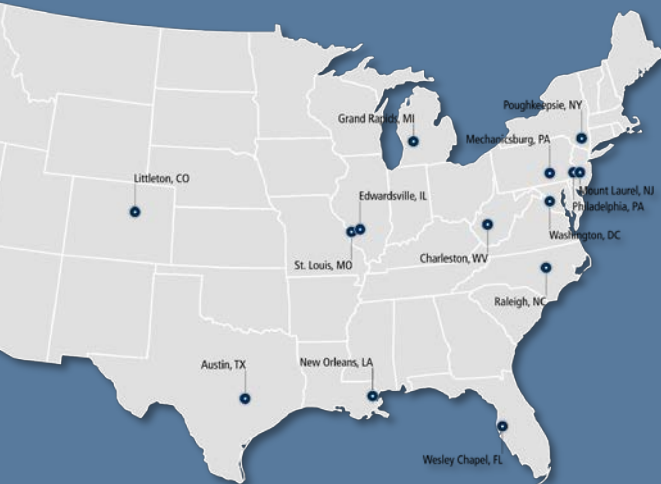 Poughkeepsie, NY
Grand Rapids, MI
Mechanicsburg, PA
Littleton, CO
Mount Laurel, NJ
Edwardsville, IL
Philadelphia, PA
Washington, DC
Charleston, WV
St. Louis, MO
Raleigh, NC
New Orleans, LA
Austin, TX
Wesley Chapel, FL